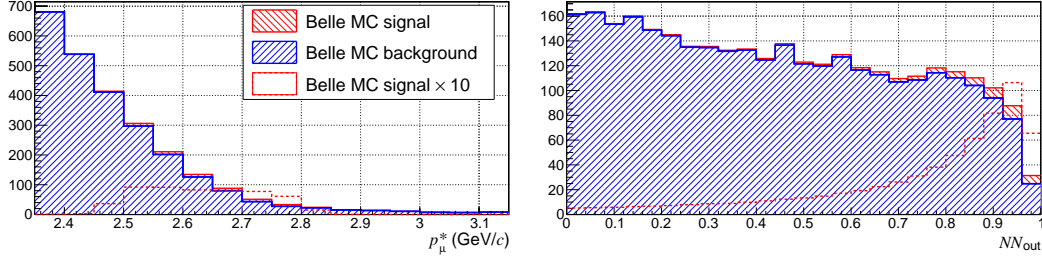 700
600
500
400
300
200
100
0
Belle MC signal
Belle MC background
Belle MC signal × 10
2.4 2.5 2.6 2.7 2.8 2.9 3 3.1
p*μ (GeV/c)
160
140
120
100
80
60
40
20
0
0 0.1 0.2 0.3 0.4 0.5 0.6 0.7 0.8 0.9 1
NNout